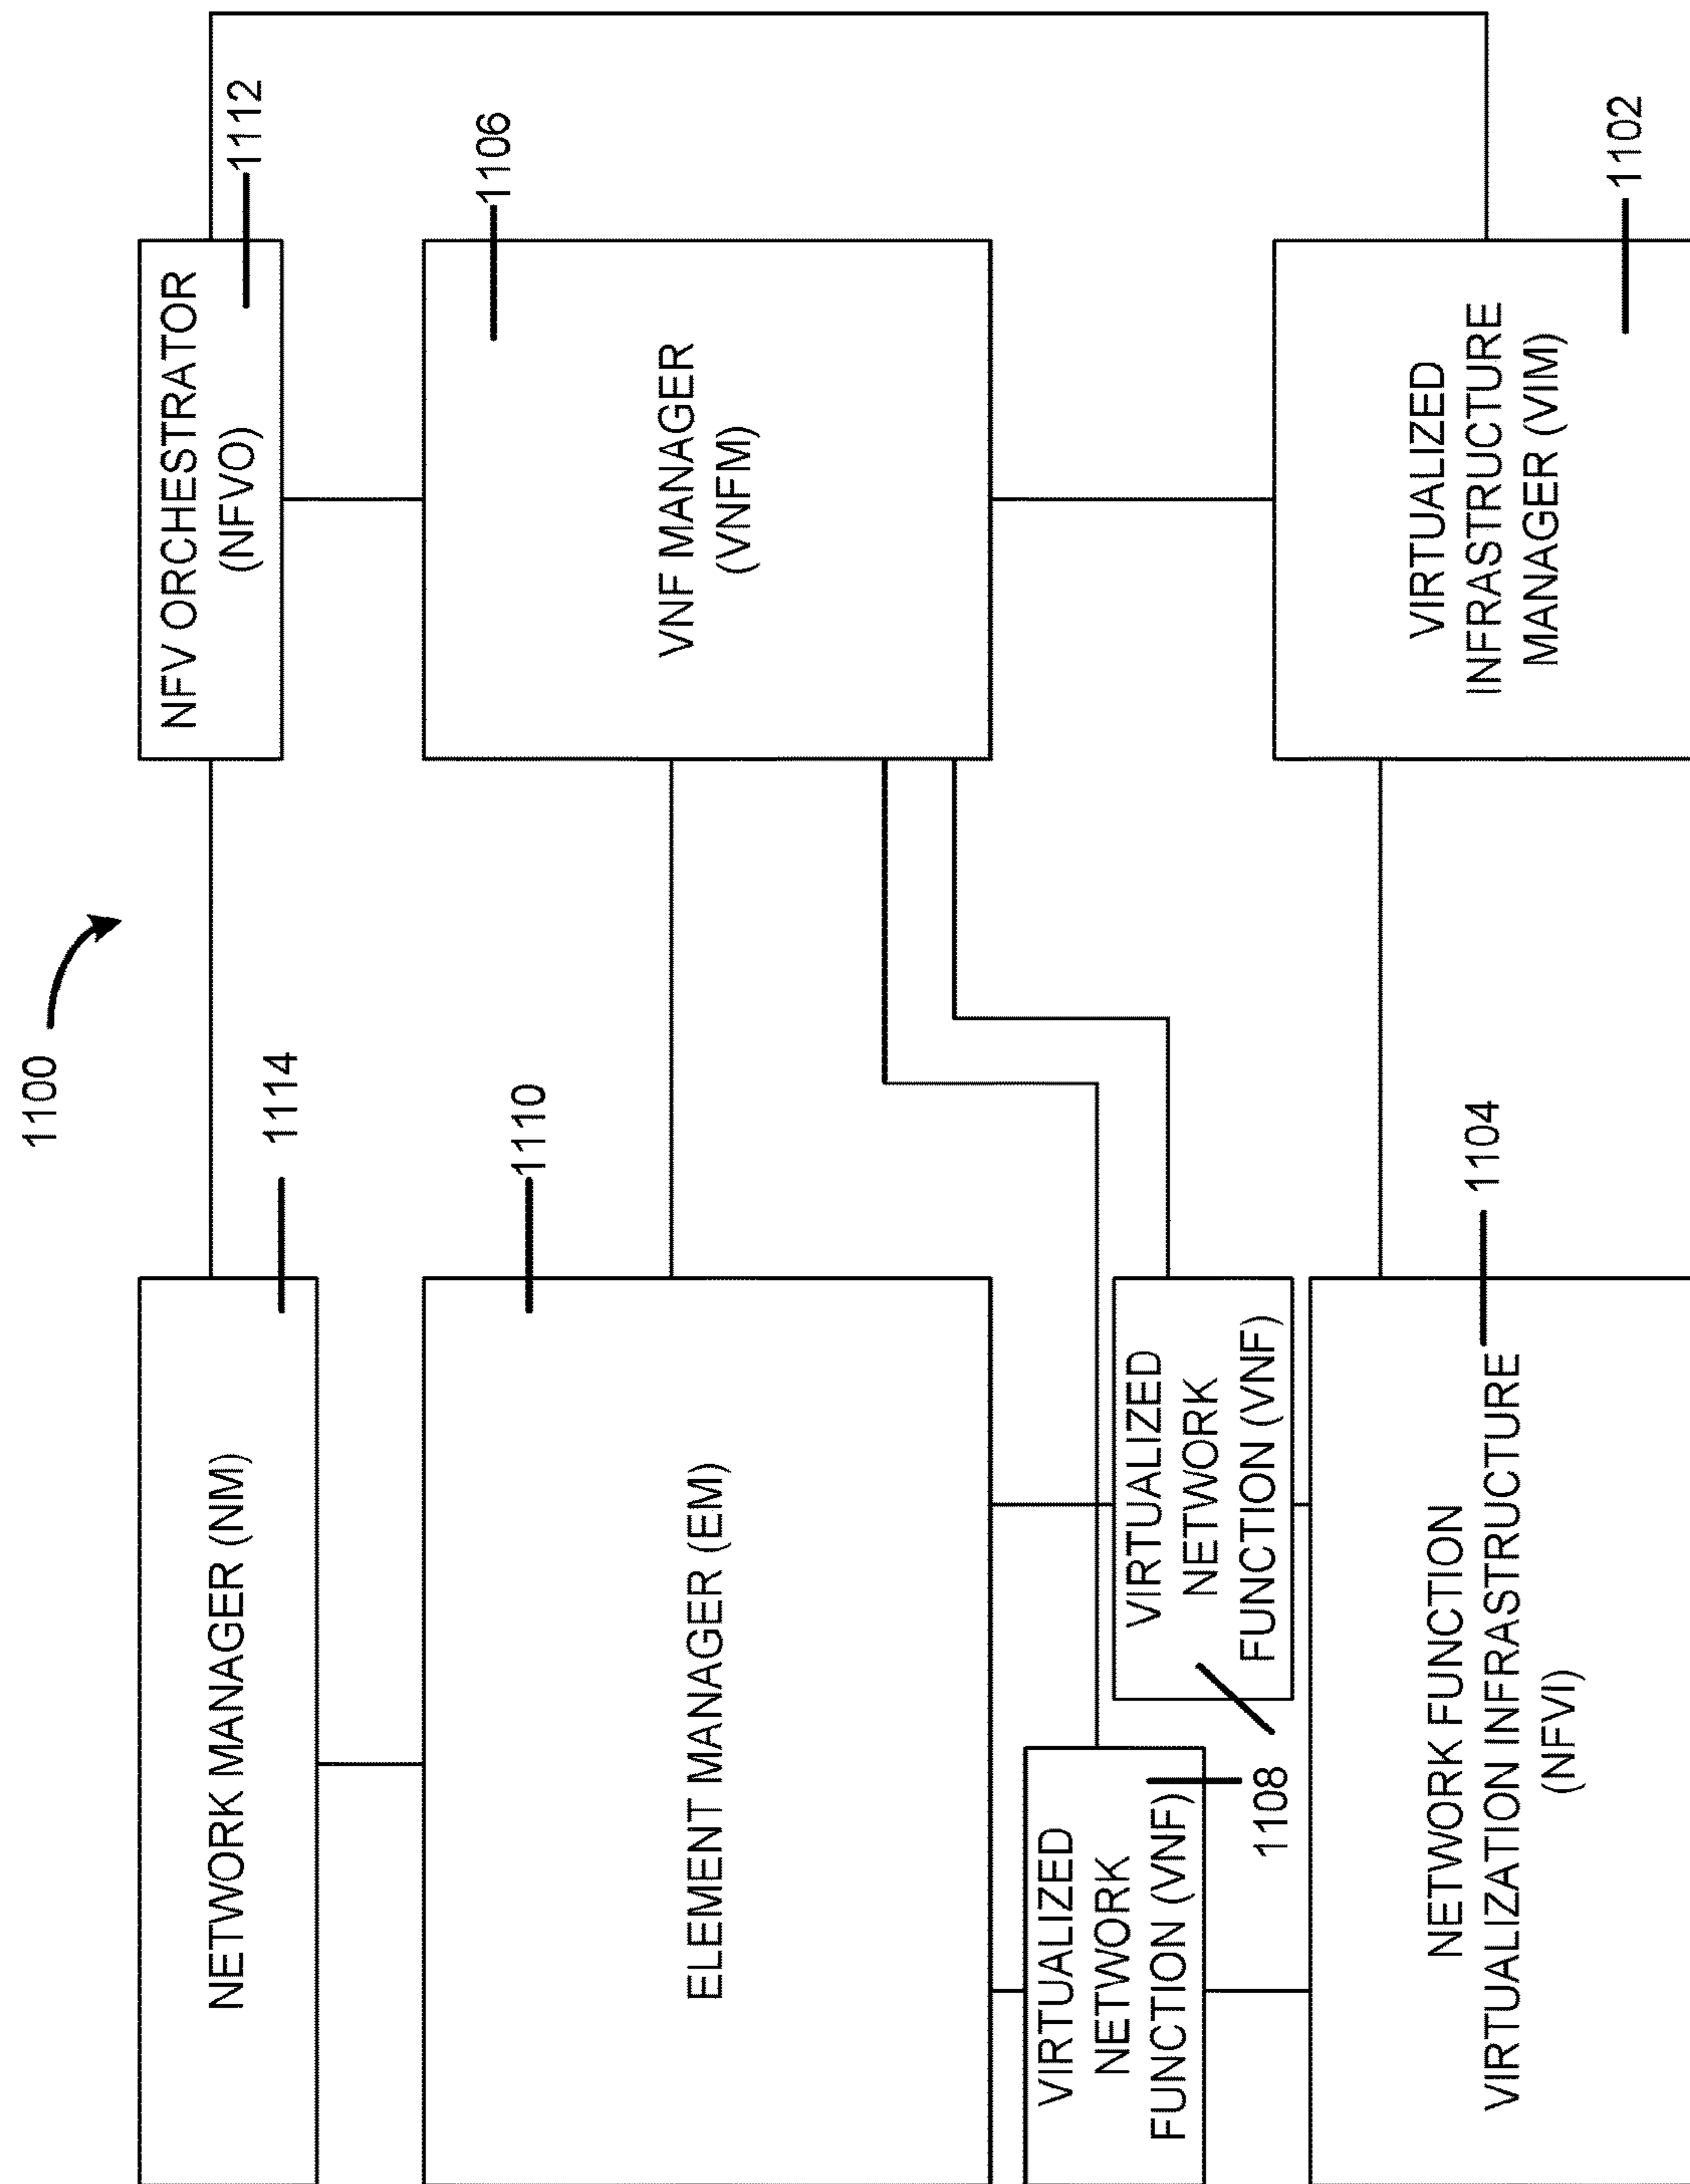 1100
NETWORK MANAGER (NM)
1114
NFV ORCHESTRATOR
(NFVO)
1112
ELEMENT MANAGER (EM)
1110
VNF MANAGER
(VNFM)
1106
VIRTUALIZED
NETWORK
FUNCTION (VNF)
1108
VIRTUALIZED
NETWORK
FUNCTION (VNF)
NETWORK FUNCTION
VIRTUALIZATION INFRASTRUCTURE
(NFVI)
1104
VIRTUALIZED
INFRASTRUCTURE
MANAGER (VIM)
1102